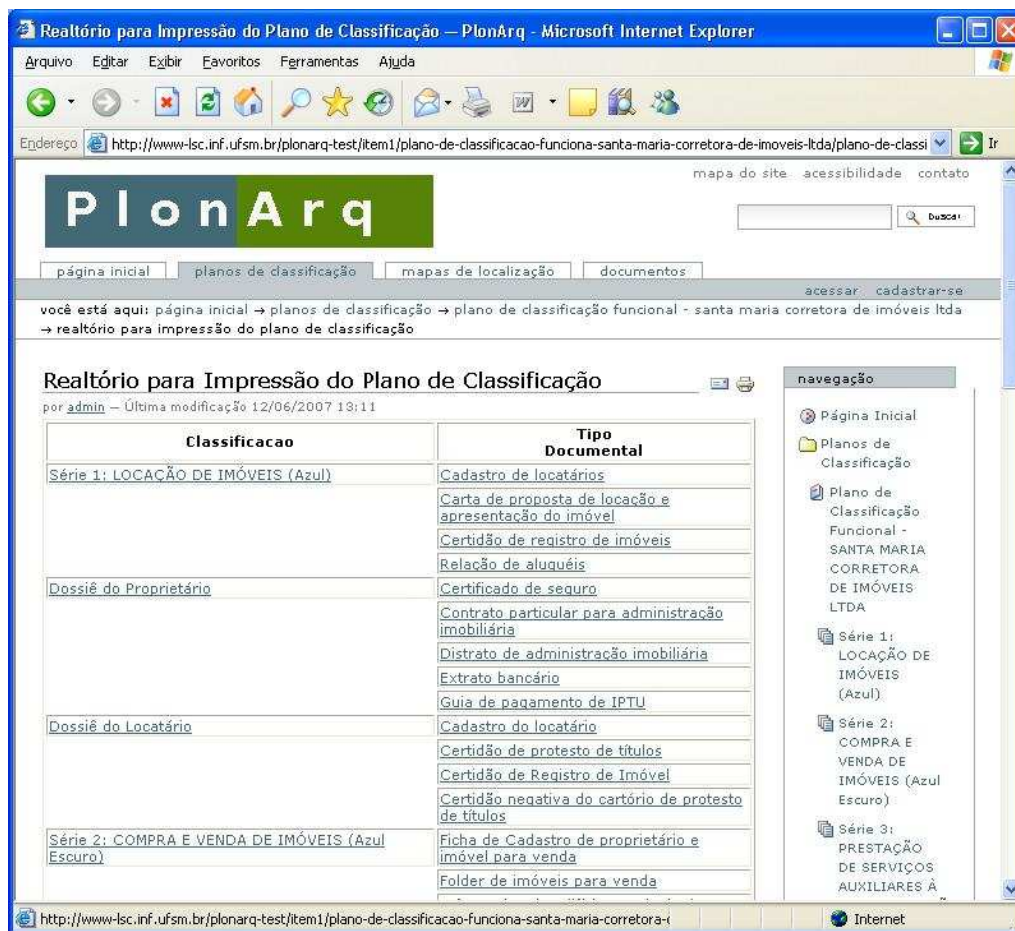 Realtório para Impressão do Plano de Classificação — PlonArq - Microsoft Internet Explorer
Arquivo Editar Exibir Favoritos Ferramentas Ajuda
Endereço http://www-lsc.inf.ufsm.br/plonarq-test/item1/plano-de-classificacao-funciona-santa-maria-corretora-de-imoveis-ltda/plano-de-classi Ir
mapa do site acessibilidade contato
PlonArq
buscar
página inicial planos de classificação mapas de localização documentos
acessar cadastrar-se
você está aqui: página inicial → planos de classificação → plano de classificação funcional - santa maria corretora de imóveis ltda
→ realtório para impressão do plano de classificação
Realtório para Impressão do Plano de Classificação
por admin — Última modificação 12/06/2007 13:11
Classificacao
Tipo
Documental
Série 1: LOCAÇÃO DE IMÓVEIS (Azul)
Cadastro de locatários
Carta de proposta de locação e
apresentação do imóvel
Certidão de registro de imóveis
Relação de aluguéis
Dossiê do Proprietário
Certificado de seguro
Contrato particular para administração
imobiliária
Distrato de administração imobiliária
Extrato bancário
Guia de pagamento de IPTU
Dossiê do Locatário
Cadastro do locatário
Certidão de protesto de títulos
Certidão de Registro de Imóvel
Certidão negativa do cartório de protesto
de títulos
Série 2: COMPRA E VENDA DE IMÓVEIS (Azul
Escuro)
Ficha de Cadastro de proprietário e
imóvel para venda
Folder de imóveis para venda
navegação
Página Inicial
Planos de
Classificação
Plano de
Classificação
Funcional -
SANTA MARIA
CORRETORA
DE IMÓVEIS
LTDA
Série 1:
LOCAÇÃO DE
IMÓVEIS
(Azul)
Série 2:
COMPRA E
VENDA DE
IMÓVEIS (Azul
Escuro)
Série 3:
PRESTAÇÃO
DE SERVIÇOS
AUXILIARES À
http://www-lsc.inf.ufsm.br/plonarq-test/item1/plano-de-classificacao-funciona-santa-maria-corretora- Internet